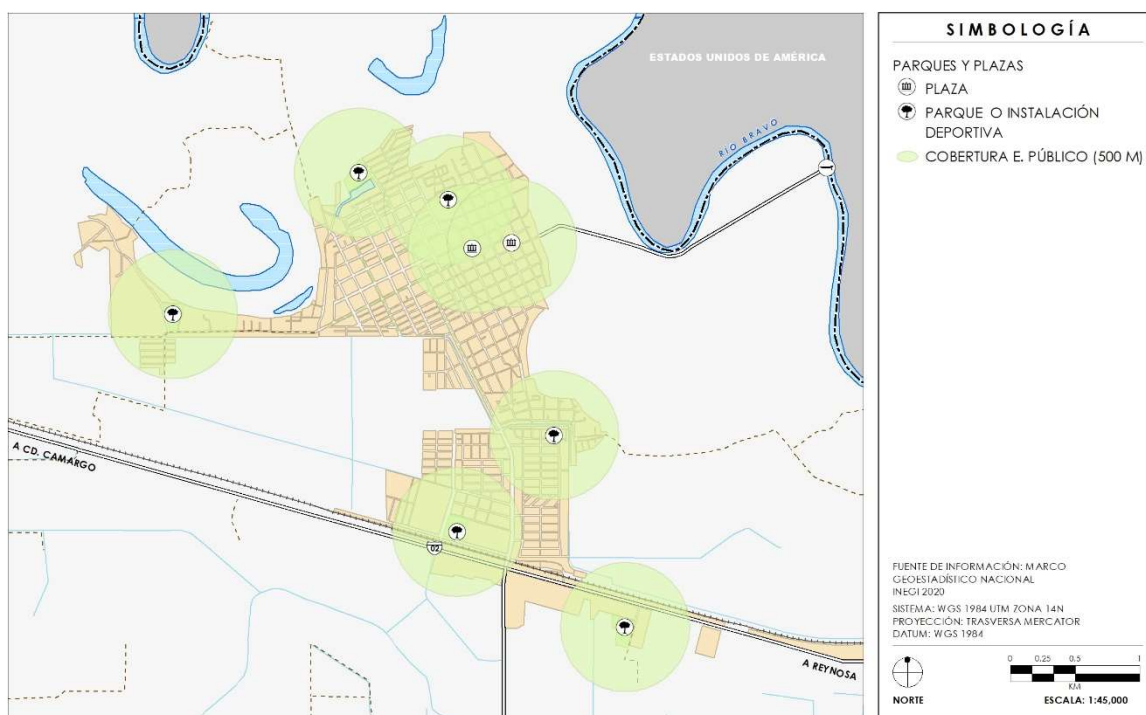 ESTADOS UNIDOS DE AMÉRICA
RÍO BRAVO
A CD. CAMARGO
02
A REYNOSA
SIMBOLOGÍA
PARQUES Y PLAZAS
PLAZA
PARQUE O INSTALACIÓN
DEPORTIVA
COBERTURA E. PÚBLICO (500 M)
FUENTE DE INFORMACIÓN: MARCO
GEOESTADÍSTICO NACIONAL
INEGI 2020
SISTEMA: WGS 1984 UTM ZONA 14N
PROYECCIÓN: TRASVERSA MERCATOR
DATUM: WGS 1984
NORTE
0 0.25 0.5 1
KM
ESCALA: 1:45,000